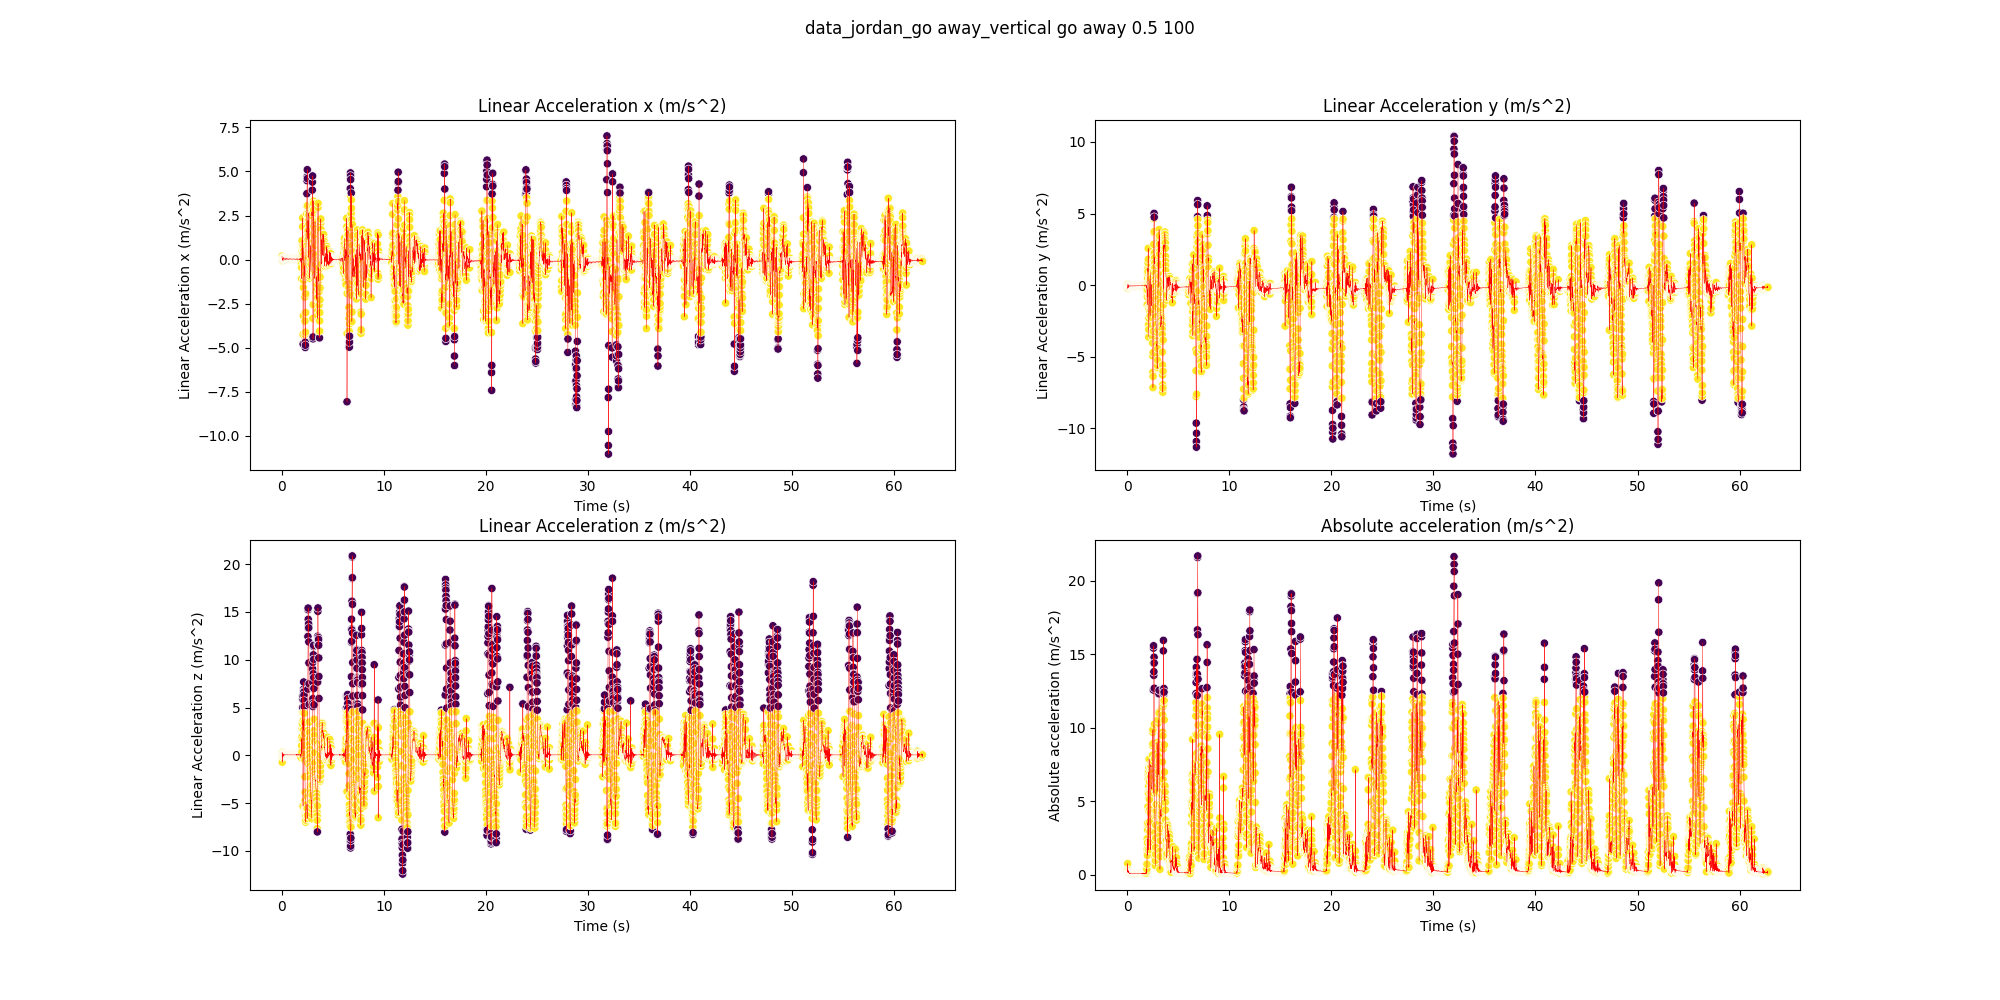 data_jordan_go away_vertical go away 0.5 100
Linear Acceleration x (m/s^2)
Linear Acceleration x (m/s^2)
7.5
5.0
2.5
0.0
−2.5
−5.0
−7.5
−10.0
0 10 20 30 40 50 60
Time (s)
Linear Acceleration y (m/s^2)
Linear Acceleration y (m/s^2)
10
5
0
−5
−10
0 10 20 30 40 50 60
Time (s)
Linear Acceleration z (m/s^2)
Linear Acceleration z (m/s^2)
20
15
10
5
0
−5
−10
0 10 20 30 40 50 60
Time (s)
Absolute acceleration (m/s^2)
Absolute acceleration (m/s^2)
20
15
10
5
0
0 10 20 30 40 50 60
Time (s)